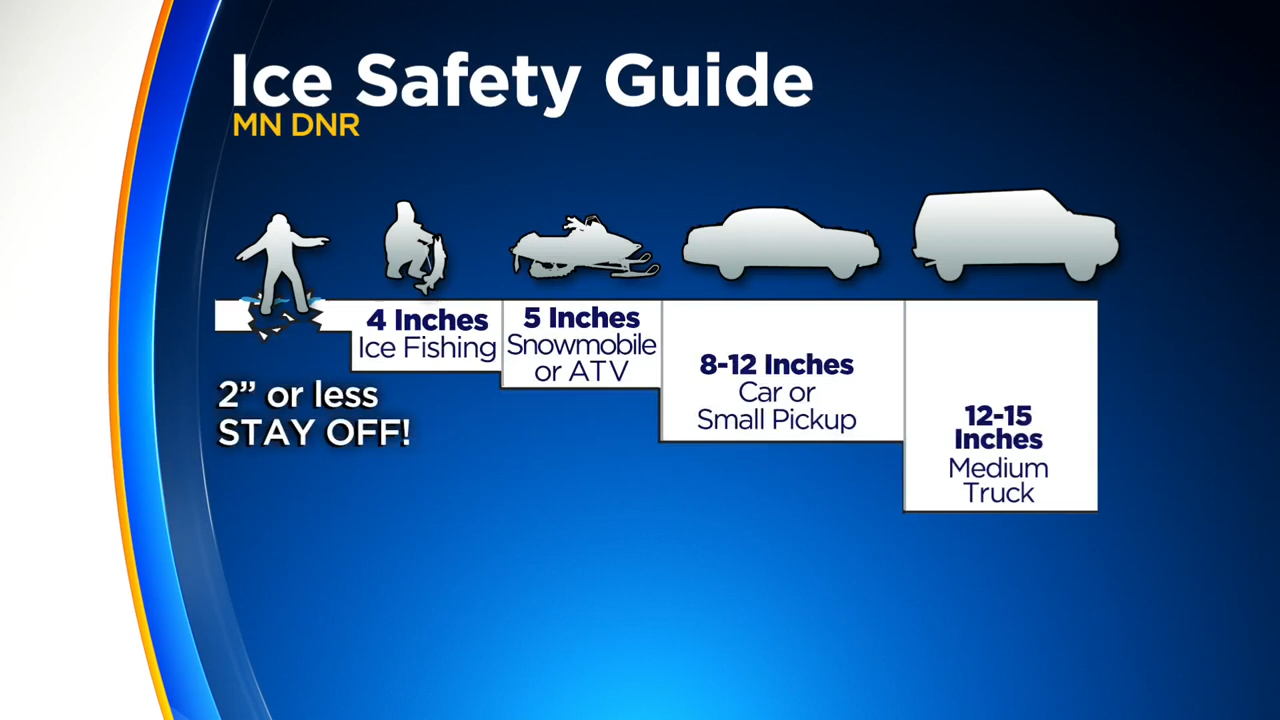 Ice Safety Guide
MN DNR
4 Inches
Ice Fishing
5 Inches
Snowmobile
or ATV
8-12 Inches
Car or
Small Pickup
12-15
Inches
Medium
Truck
2” or less
STAY OFF!